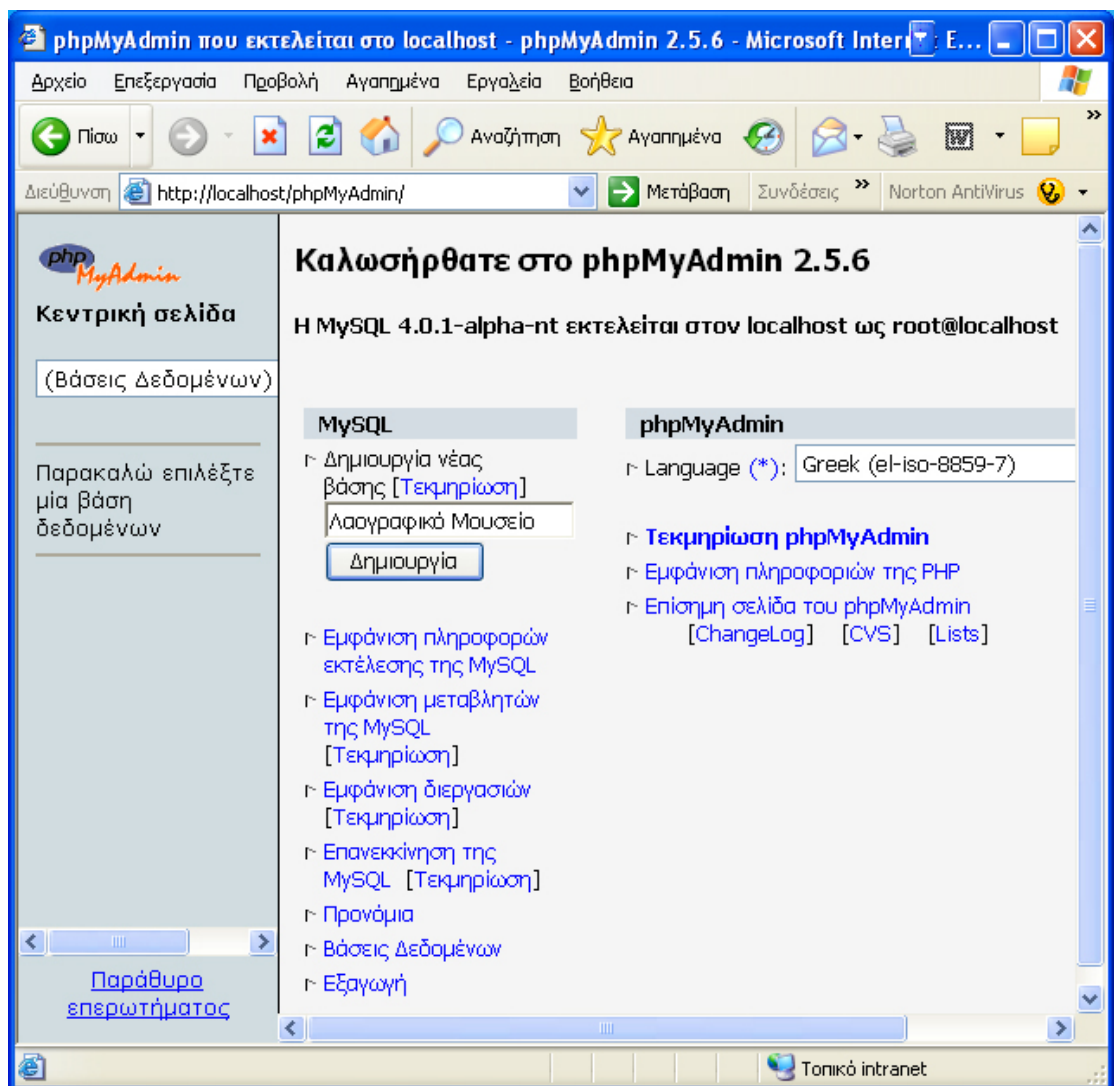 phpMyAdmin που εκτελείται στο localhost - phpMyAdmin 2.5.6 - Microsoft Inter E...
Αρχείο Επεξεργασία Προβολή Αγαπημένα Εργαλεία Βοήθεια
Πίσω Αναζήτηση Αγαπημένα
Διεύθυνση http://localhost/phpMyAdmin/ Μετάβαση Συνδέσεις » Norton AntiVirus
php
MyAdmin
Κεντρική σελίδα
(Βάσεις Δεδομένων)
Παρακαλώ επιλέξτε
μία βάση
δεδομένων
Παράθυρο
επερωτήματος
Καλωσήρθατε στο phpMyAdmin 2.5.6
Η MySQL 4.0.1-alpha-nt εκτελείται στον localhost ως root@localhost
MySQL
Δημιουργία νέας
βάσης [Τεκμηρίωση]
Λαογραφικό Μουσείο
Δημιουργία
Εμφάνιση πληροφορών
εκτέλεσης της MySQL
Εμφάνιση μεταβλητών
της MySQL
[Τεκμηρίωση]
Εμφάνιση διεργασιών
[Τεκμηρίωση]
Επανεκκίνηση της
MySQL [Τεκμηρίωση]
Προνόμια
Βάσεις Δεδομένων
Εξαγωγή
phpMyAdmin
Language (*): Greek (el-iso-8859-7)
Τεκμηρίωση phpMyAdmin
Εμφάνιση πληροφοριών της PHP
Επίσημη σελίδα του phpMyAdmin
[ChangeLog] [CVS] [Lists]
Τοπικό intranet